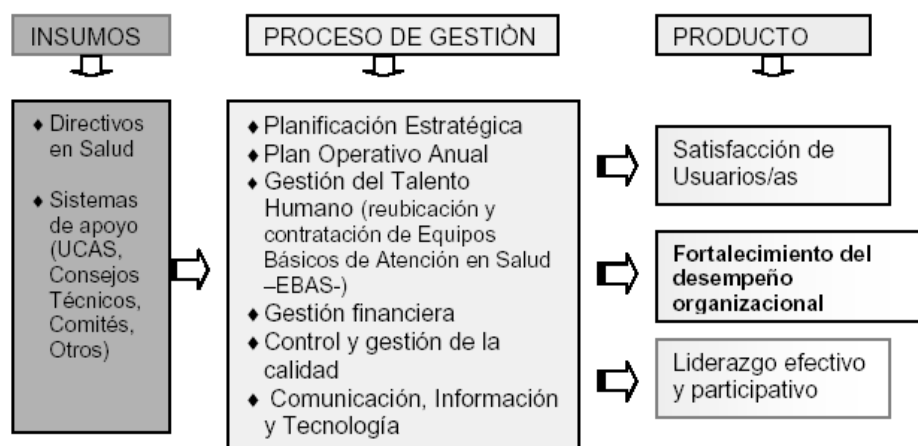 INSUMOS
PROCESO DE GESTIÒN
PRODUCTO
♦ Directivos
en Salud
♦ Sistemas
de apoyo
(UCAS,
Consejos
Técnicos,
Comités,
Otros)
♦ Planificación Estratégica
♦ Plan Operativo Anual
♦ Gestión del Talento
Humano (reubicación y
contratación de Equipos
Básicos de Atención en Salud
–EBAS-)
♦ Gestión financiera
♦ Control y gestión de la
calidad
♦ Comunicación, Información
y Tecnología
Satisfacción de
Usuarios/as
Fortalecimiento del
desempeño
organizacional
Liderazgo efectivo
y participativo